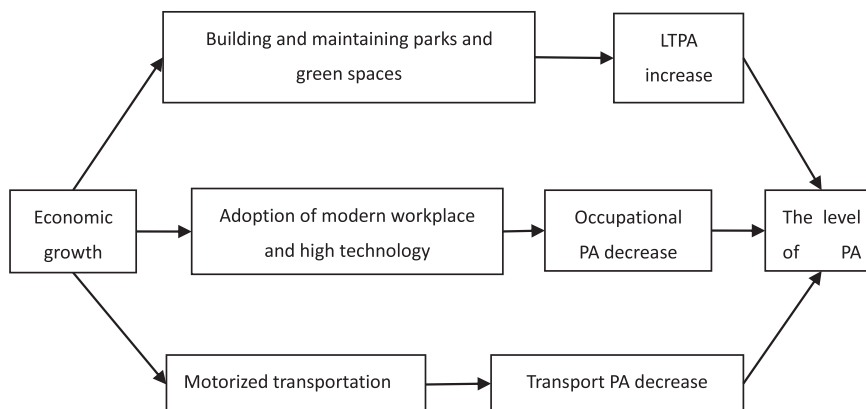 Building and maintaining parks and
green spaces
LTPA
increase
Economic
growth
Adoption of modern workplace
and high technology
Occupational
PA decrease
The level
of PA
Motorized transportation
Transport PA decrease